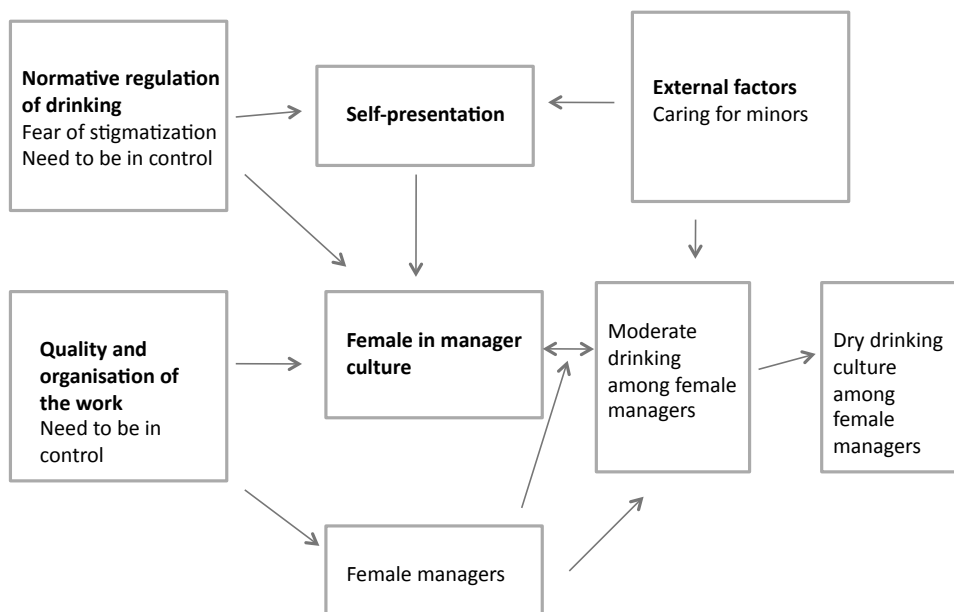 Normative regulation
of drinking
Fear of stigmatization
Need to be in control
Self-presentation
External factors
Caring for minors
Quality and
organisation of
the work
Need to be in
control
Female in manager
culture
Moderate
drinking
among female
managers
Dry drinking
culture
among
female
managers
Female managers